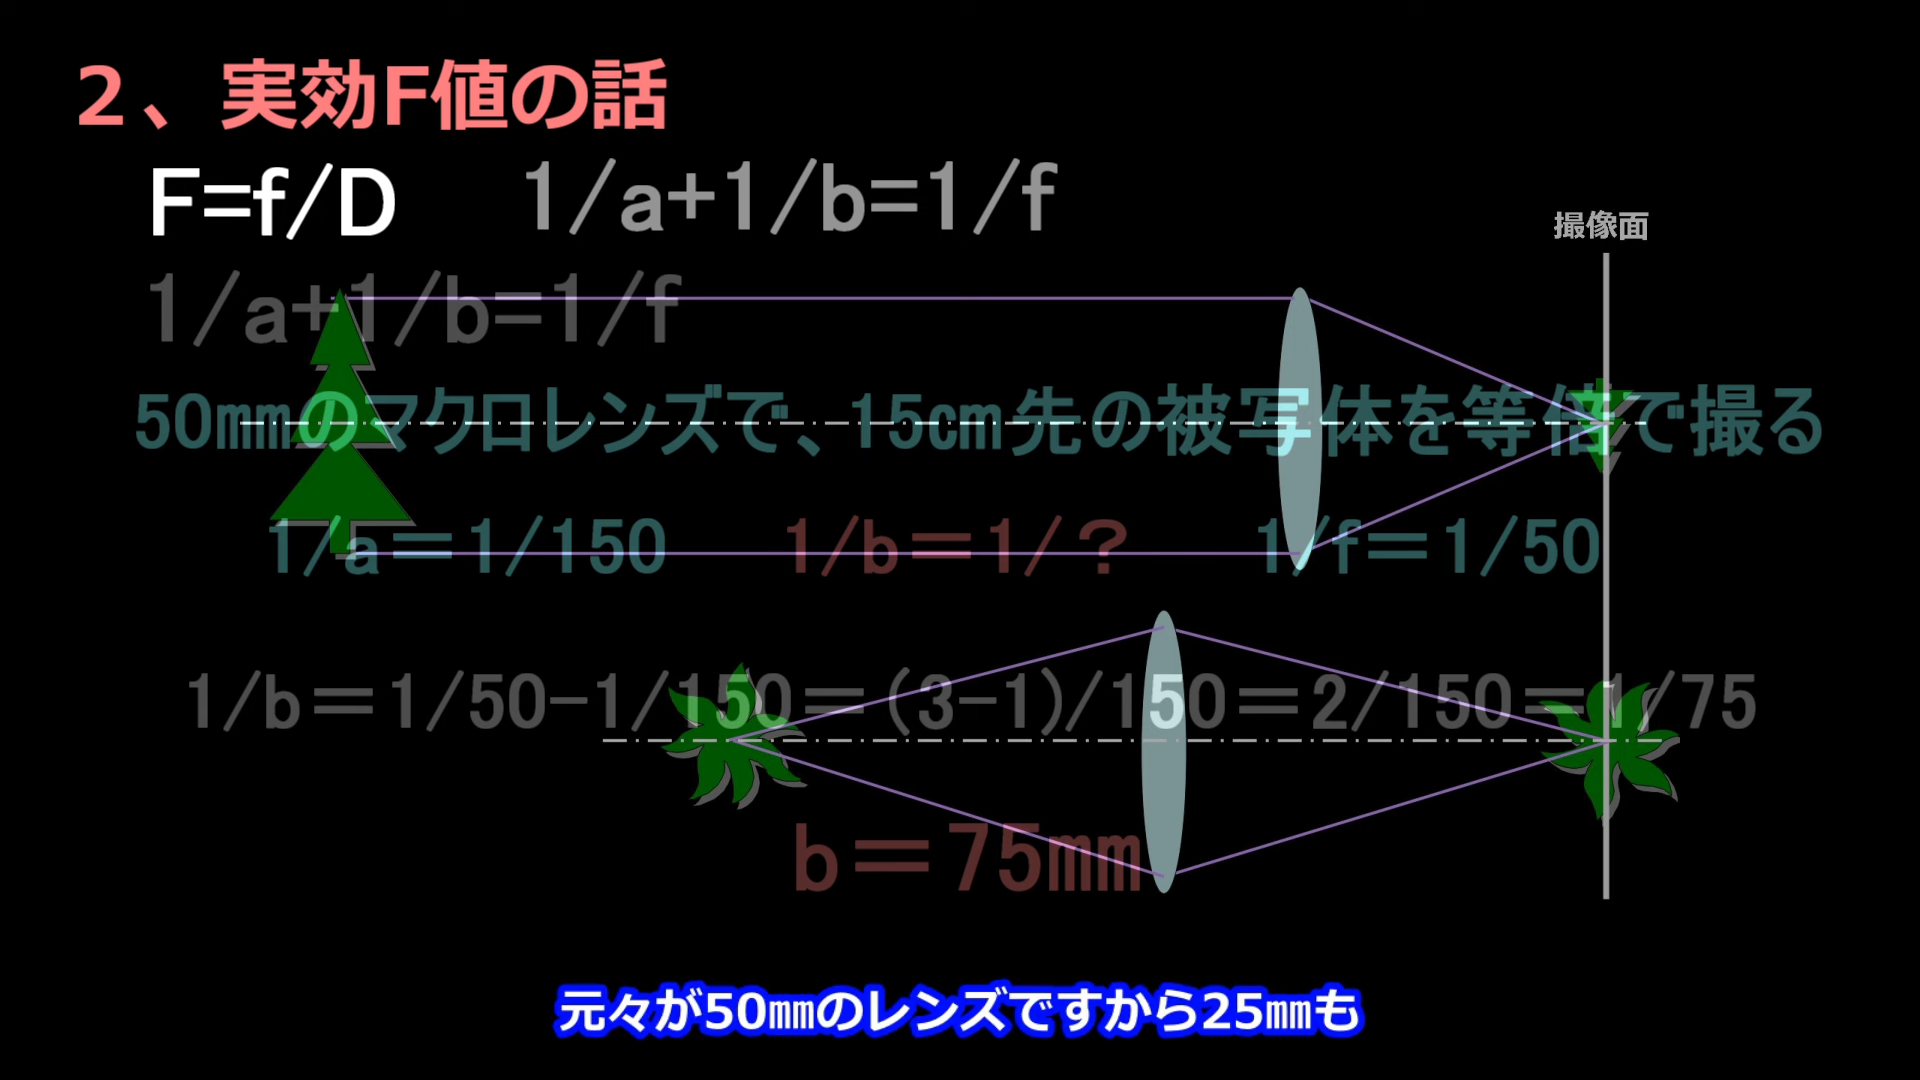 2、実効F値の話
F=f/D 1/a+1/b=1/f
撮像面
1/a+1/b=1/f
50mmのマクロレンズで、15cm先の被写体を等倍で撮る
1/a=1/150 1/b=1/? 1/f=1/50
1/b=1/50-1/150=(3-1)/150=2/150=1/75
b=75mm
元々が50㎜のレンズですから25㎜も